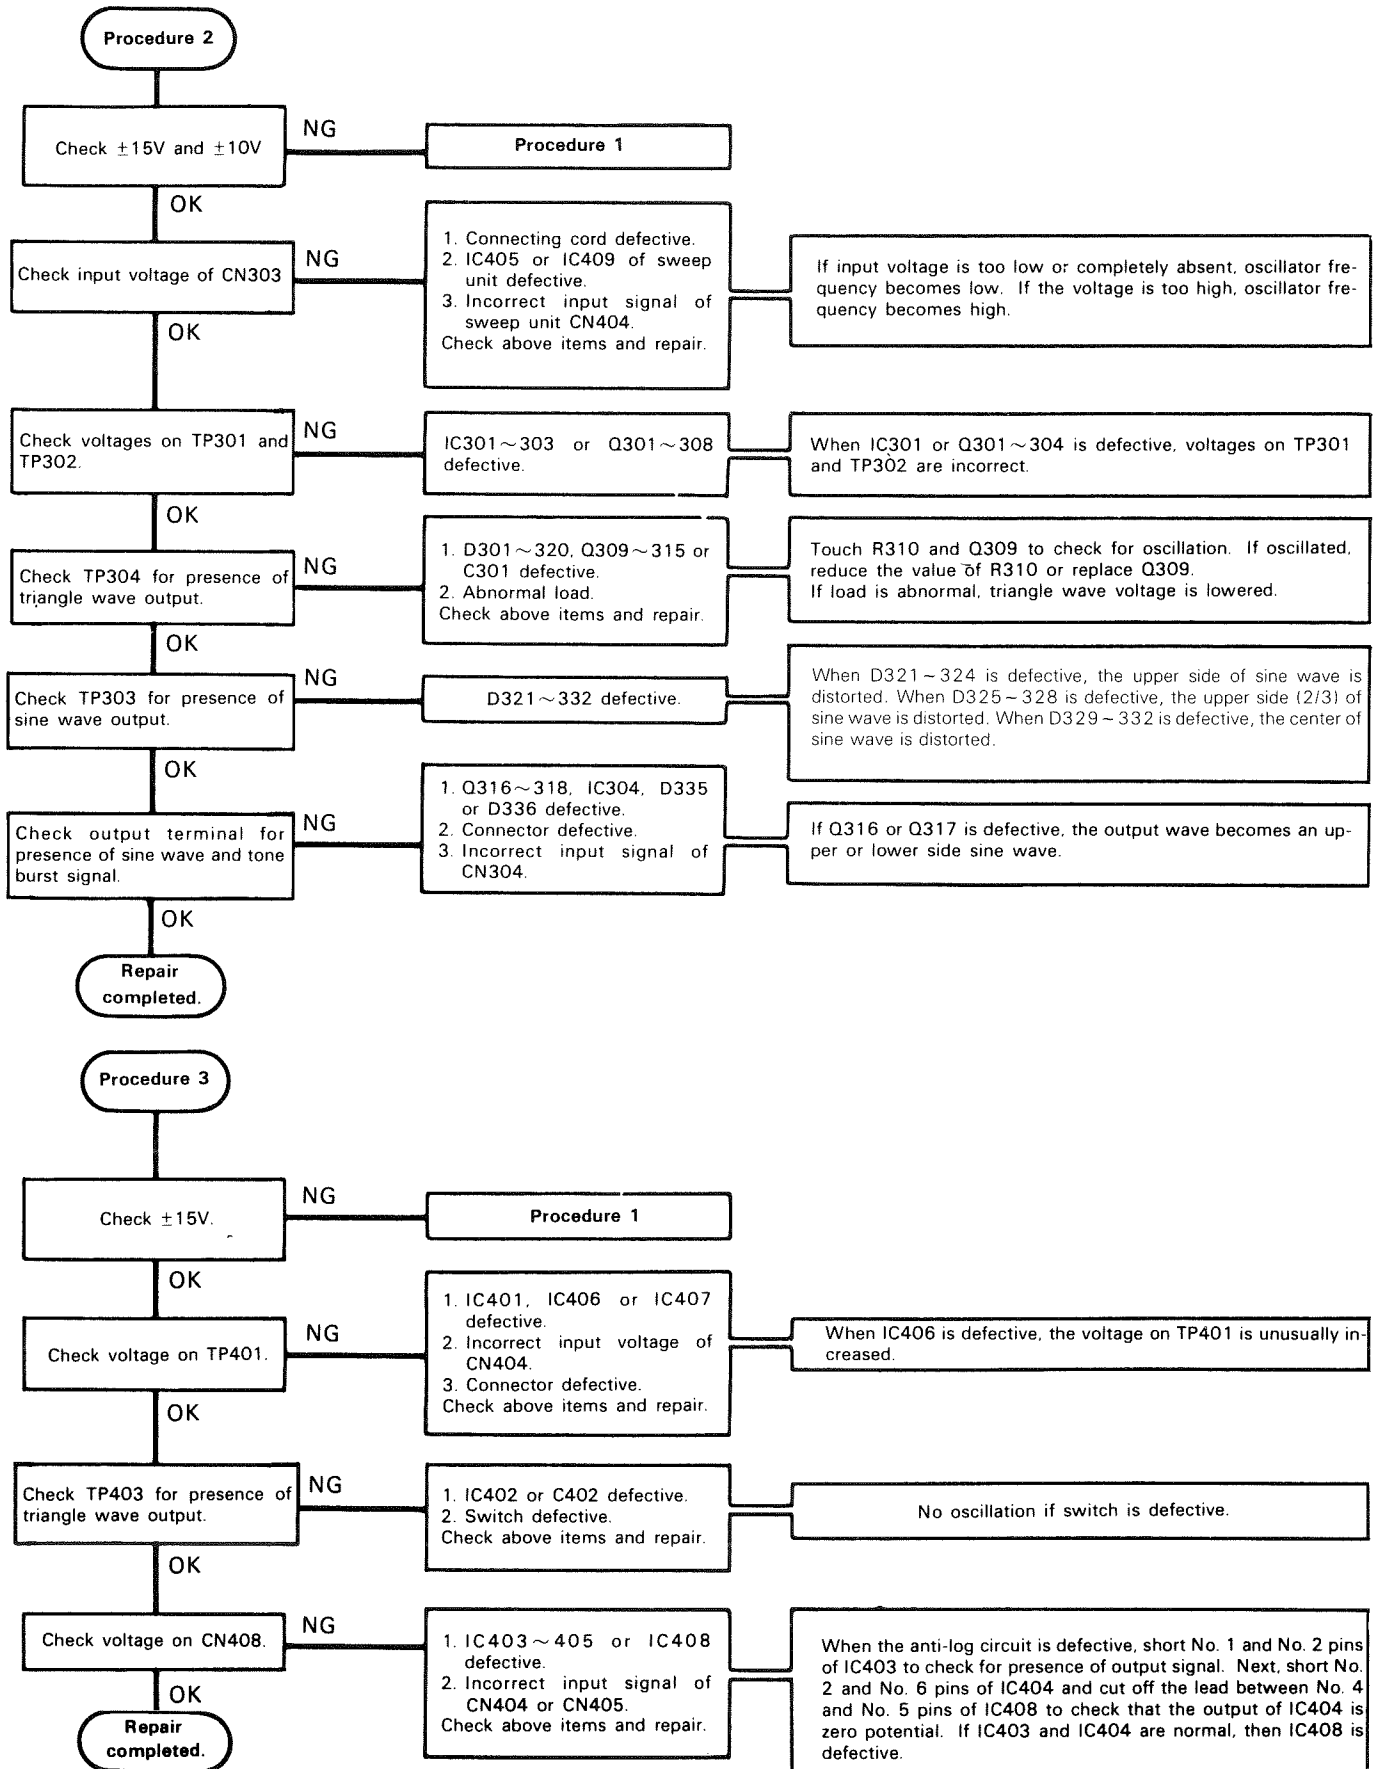 Procedure 2
Check ±15V and ±10V
NG
Procedure 1
OK
Check input voltage of CN303
NG
1. Connecting cord defective.
2. IC405 or IC409 of sweep
unit defective.
3. Incorrect input signal of
sweep unit CN404.
Check above items and repair.
If input voltage is too low or completely absent, oscillator fre-
quency becomes low. If the voltage is too high, oscillator fre-
quency becomes high.
OK
Check voltages on TP301 and
TP302.
NG
IC301~303 or Q301~308
defective.
When IC301 or Q301~304 is defective, voltages on TP301
and TP302 are incorrect.
OK
Check TP304 for presence of
triangle wave output.
NG
1. D301~320, Q309~315 or
C301 defective.
2. Abnormal load.
Check above items and repair.
Touch R310 and Q309 to check for oscillation. If oscillated,
reduce the value of R310 or replace Q309.
If load is abnormal, triangle wave voltage is lowered.
OK
Check TP303 for presence of
sine wave output.
NG
D321~332 defective.
When D321~324 is defective, the upper side of sine wave is
distorted. When D325~328 is defective, the upper side (2/3) of
sine wave is distorted. When D329~332 is defective, the center of
sine wave is distorted.
OK
Check output terminal for
presence of sine wave and tone
burst signal.
NG
1. Q316~318, IC304, D335
or D336 defective.
2. Connector defective.
3. Incorrect input signal of
CN304.
If Q316 or Q317 is defective, the output wave becomes an up-
per or lower side sine wave.
OK
Repair
completed.
Procedure 3
Check ±15V.
NG
Procedure 1
OK
Check voltage on TP401.
NG
1. IC401, IC406 or IC407
defective.
2. Incorrect input voltage of
CN404.
3. Connector defective.
Check above items and repair.
When IC406 is defective, the voltage on TP401 is unusually in-
creased.
OK
Check TP403 for presence of
triangle wave output.
NG
1. IC402 or C402 defective.
2. Switch defective.
Check above items and repair.
No oscillation if switch is defective.
OK
Check voltage on CN408.
NG
1. IC403~405 or IC408
defective.
2. Incorrect input signal of
CN404 or CN405.
Check above items and repair.
When the anti-log circuit is defective, short No. 1 and No. 2 pins
of IC403 to check for presence of output signal. Next, short No.
2 and No. 6 pins of IC404 and cut off the lead between No. 4
and No. 5 pins of IC408 to check that the output of IC404 is
zero potential. If IC403 and IC404 are normal, then IC408 is
defective.
OK
Repair
completed.